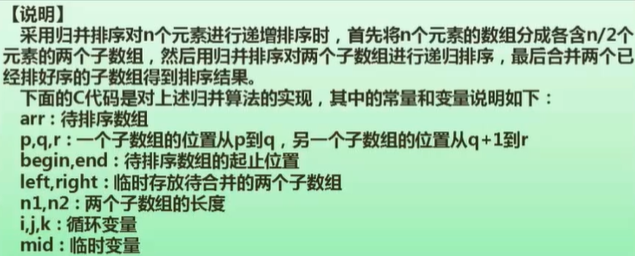 【说明】
采用归并排序对n个元素进行递增排序时，首先将n个元素的数组分成各含n/2个
元素的两个子数组，然后用归并排序对两个子数组进行递归排序，最后合并两个已
经排好序的子数组得到排序结果。
下面的C代码是对上述归并算法的实现，其中的常量和变量说明如下：
arr：待排序数组
p,q,r：一个子数组的位置从p到q，另一个子数组的位置从q+1到r
begin,end：待排序数组的起止位置
left,right：临时存放待合并的两个子数组
n1,n2：两个子数组的长度
i,j,k：循环变量
mid：临时变量